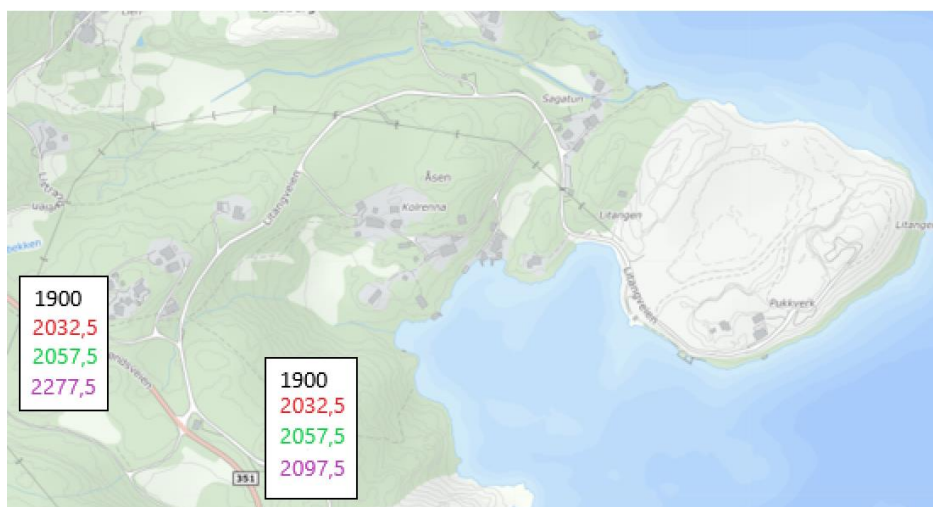 Sagatun
Åsen
Litangveien
Kolrenna
Litangen
Litangen
bekken
Litangveien
Pukkverk
1900
2032,5
2057,5
2277,5
1900
2032,5
2057,5
2097,5
351